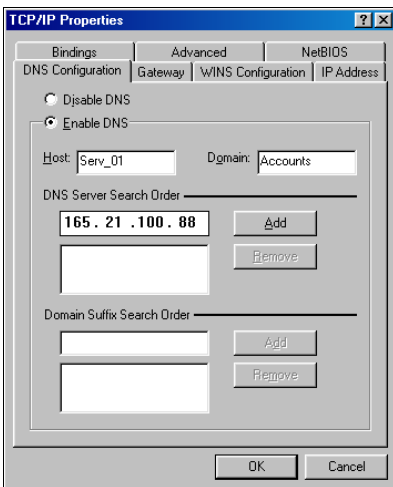 TCP/IP Properties
Bindings Advanced NetBIOS
DNS Configuration Gateway WINS Configuration IP Address
Disable DNS
Enable DNS
Host: Serv_01 Domain: Accounts
DNS Server Search Order
165. 21 .100. 88 Add
Remove
Domain Suffix Search Order
Add
Remove
OK Cancel